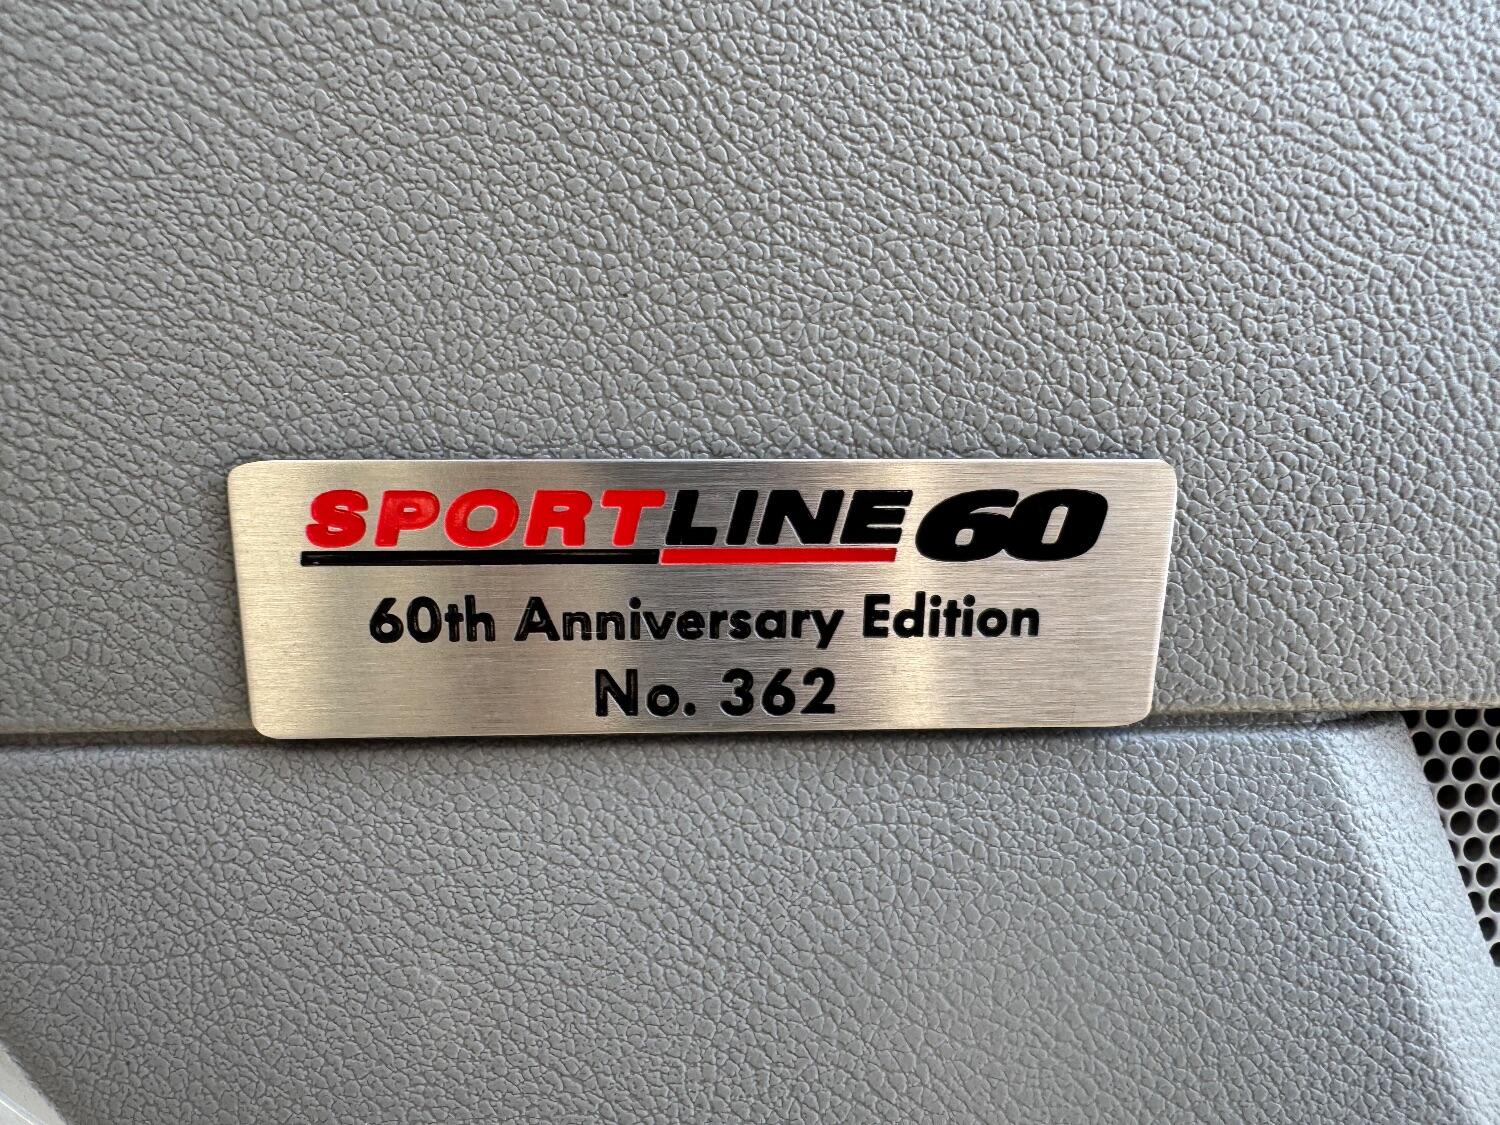 SPORTLINE60
60th Anniversary Edition
No. 362